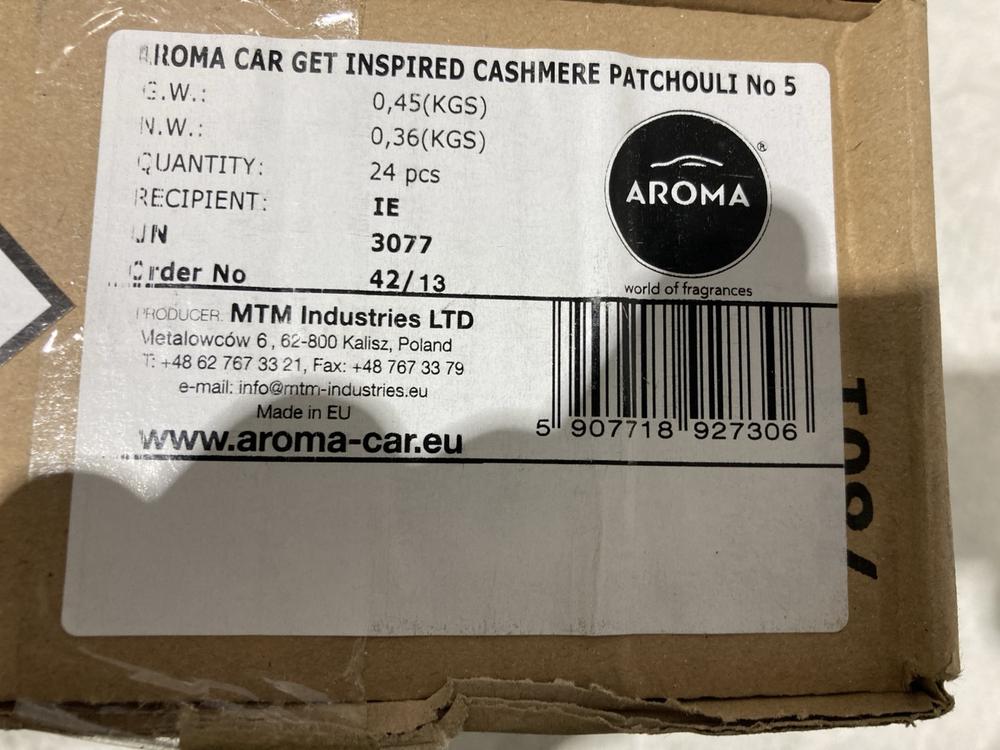 AROMA CAR GET INSPIRED CASHMERE PATCHOULI No 5
G.W.: 0,45(KGS)
N.W.: 0,36(KGS)
QUANTITY: 24 pcs
RECIPIENT: IE
UN 3077
Order No 42/13
AROMA
®
world of fragrances
PRODUCER: MTM Industries LTD
Metalowców 6 , 62-800 Kalisz, Poland
T: +48 62 767 33 21, Fax: +48 767 33 79
e-mail: info@mtm-industries.eu
Made in EU
www.aroma-car.eu
5 907718 927306